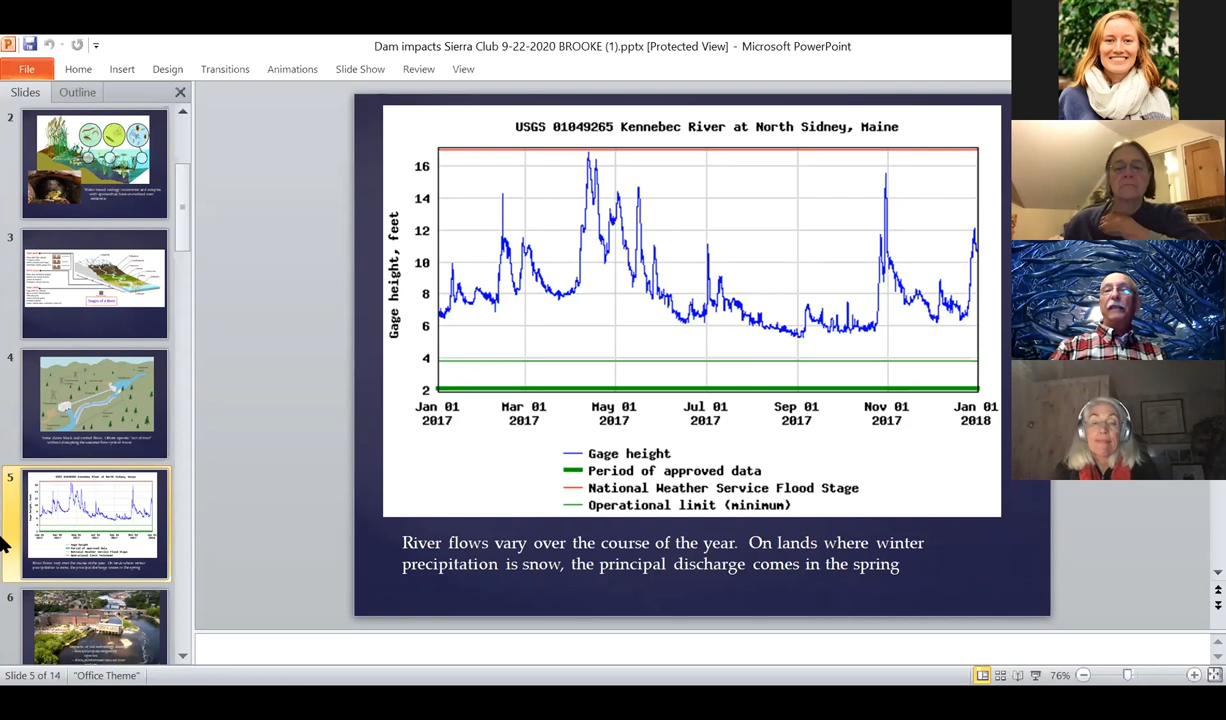 Dam impacts Sierra Club 9-22-2020 BROOKE (1).pptx [Protected View] - Microsoft PowerPoint
File Home Insert Design Transitions Animations Slide Show Review View
Slides Outline
2
3
Stages of a River
4
5
6
USGS 01049265 Kennebec River at North Sidney, Maine
Gage height, feet
16
14
12
10
8
6
4
2
Jan 01 Mar 01 May 01 Jul 01 Sep 01 Nov 01 Jan 01
2017 2017 2017 2017 2017 2017 2018
Gage height
Period of approved data
National Weather Service Flood Stage
Operational limit (minimum)
River flows vary over the course of the year. On lands where winter
precipitation is snow, the principal discharge comes in the spring
Slide 5 of 14 "Office Theme" 76%